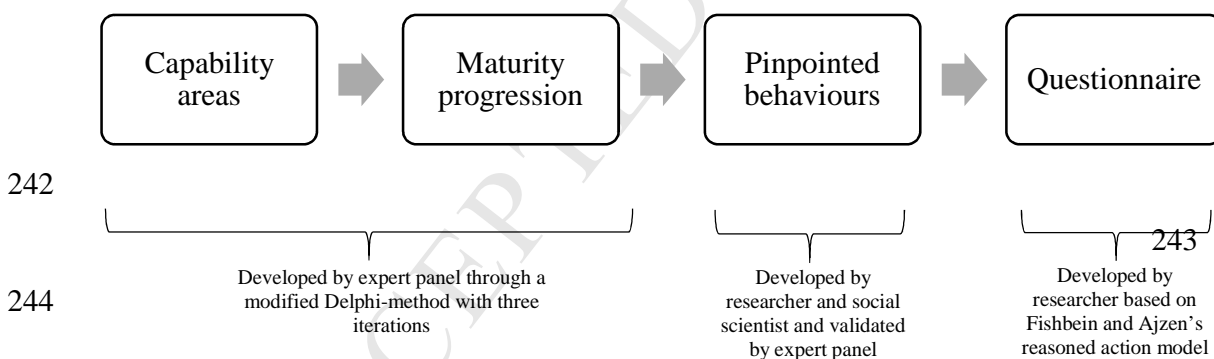 Capability
areas
Maturity
progression
Pinpointed
behaviours
Questionnaire
242
243
Developed by expert panel through a
modified Delphi-method with three
iterations
Developed by
researcher and social
scientist and validated
by expert panel
Developed by
researcher based on
Fishbein and Ajzen's
reasoned action model
244
CEPTED